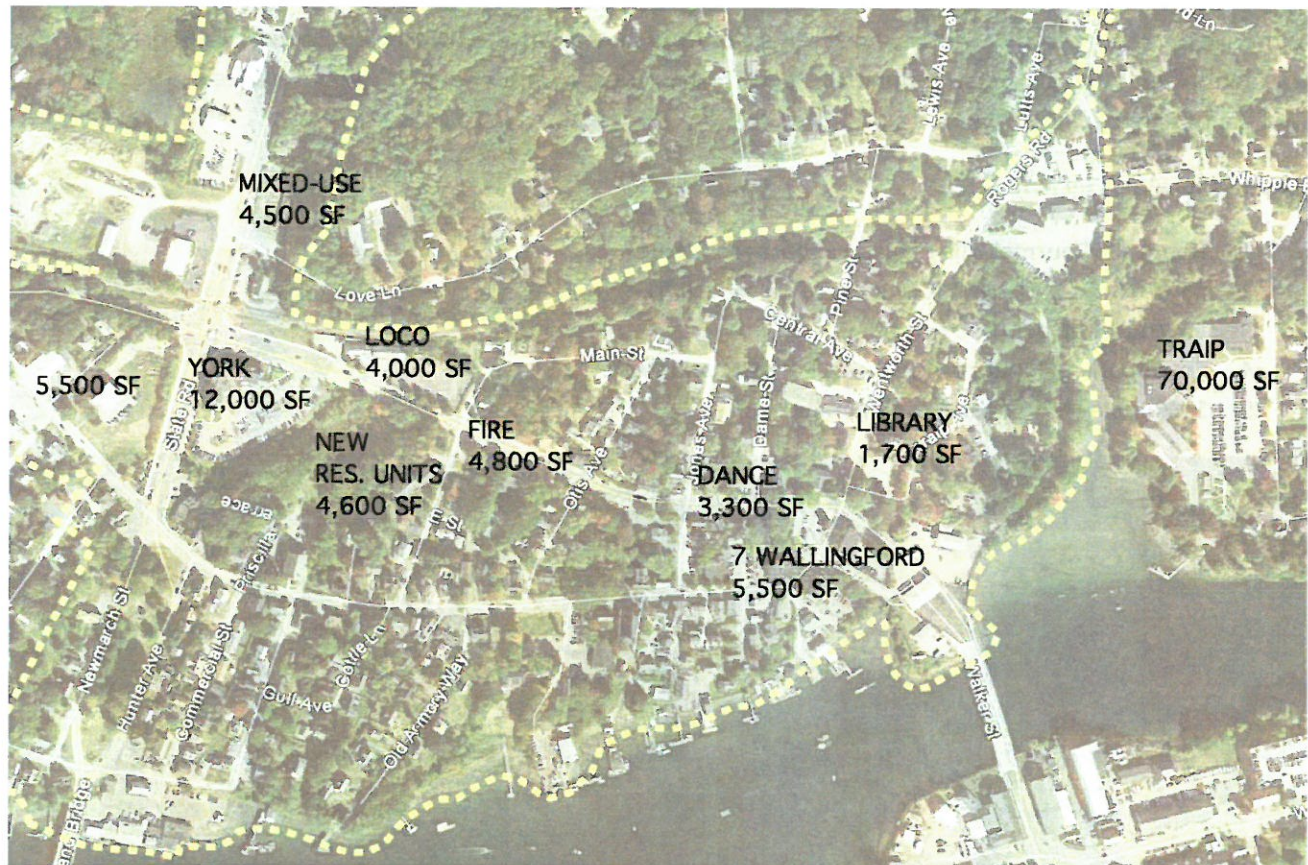 Lewis Ave
Lutts Ave
Rogers Rd
Whipple
MIXED-USE
4,500 SF
Love Ln
Pine St
Central Ave
Wentworth St
LOCO
4,000 SF
Main St
TRAIP
70,000 SF
5,500 SF
YORK
12,000 SF
State Rd
NEW
RES. UNITS
4,600 SF
FIRE
4,800 SF
Otis Ave
Jones Ave
Dame St
LIBRARY
1,700 SF
DANCE
3,300 SF
7 WALLINGFORD
5,500 SF
errace
Priscilla
St
Newmarch St
Hunter Ave
Commercial St
Gull Ave
Cottle Ln
Old Armory Way
Walker St
Bridge